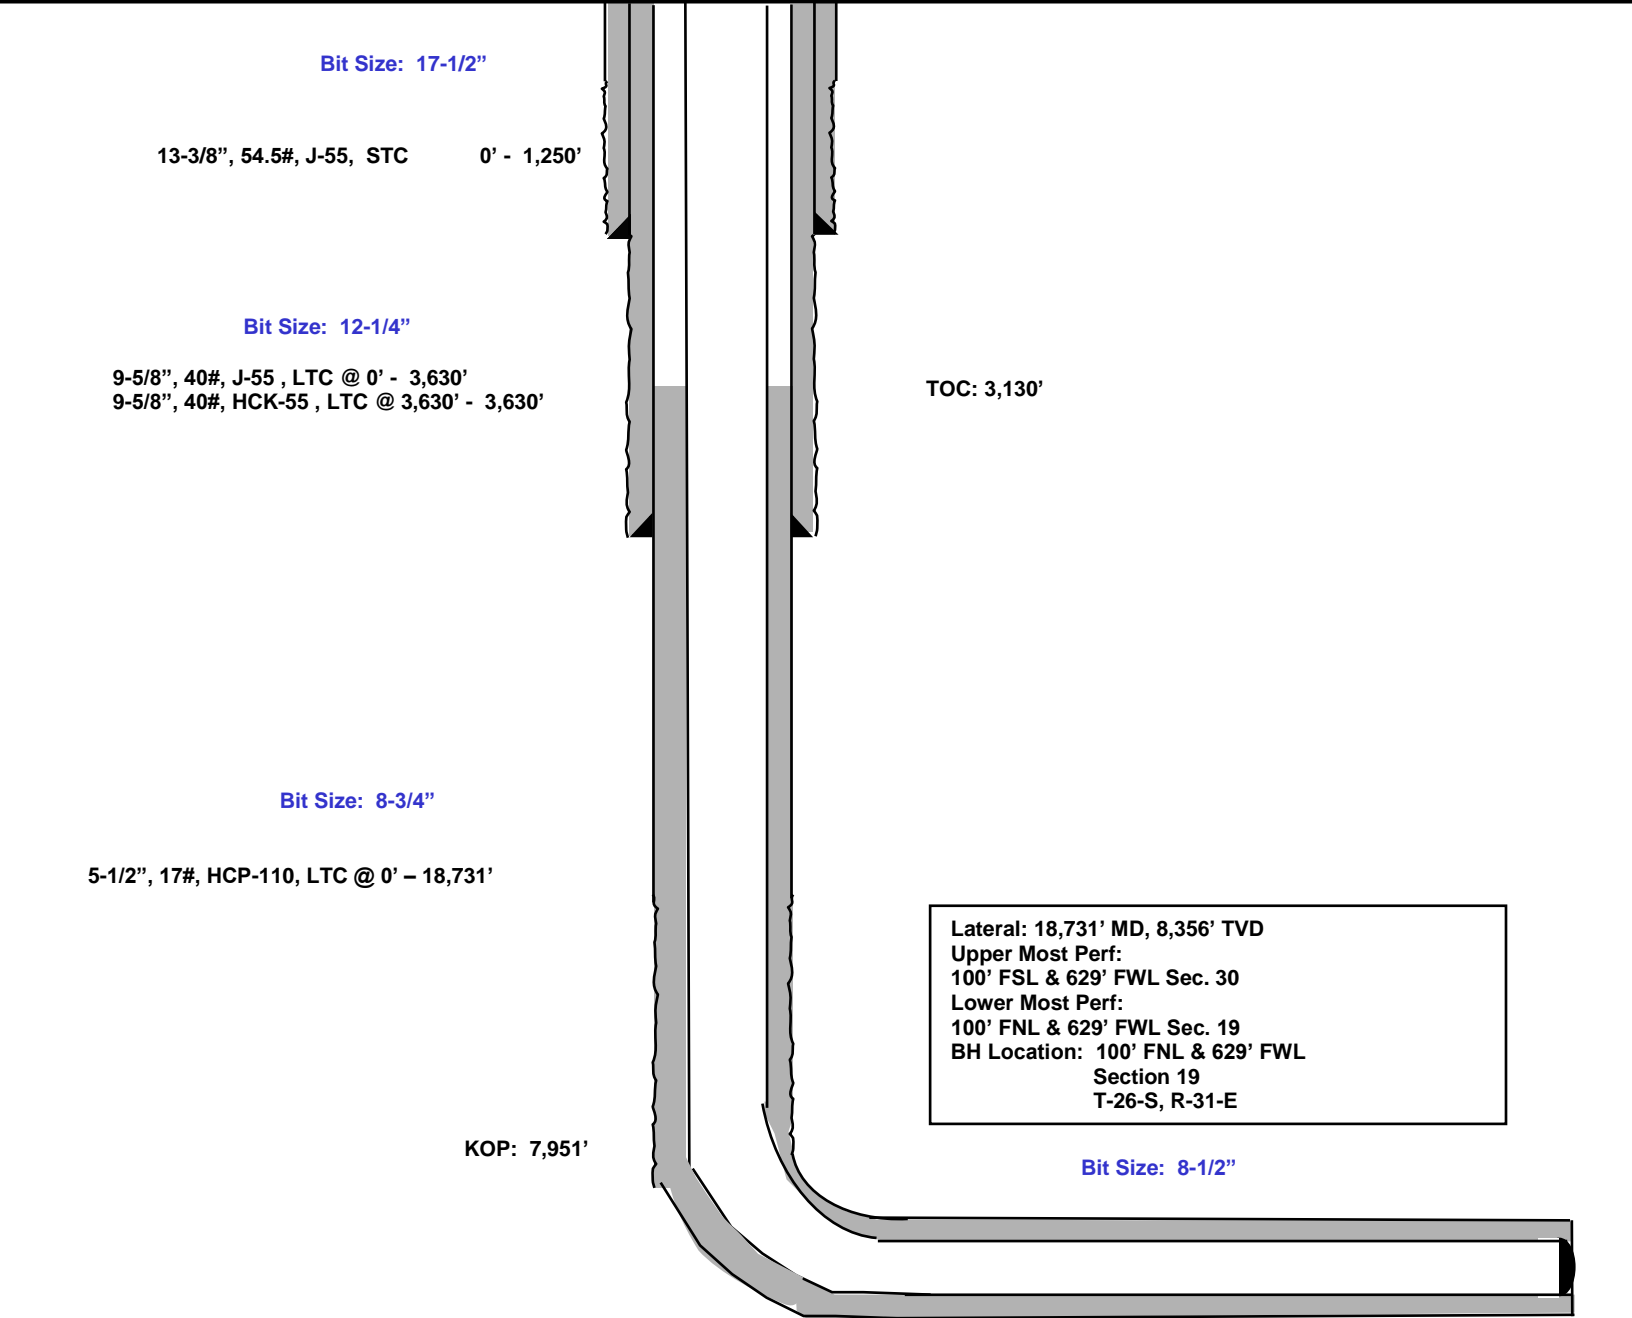 Bit Size: 17-1/2”
13-3/8”, 54.5#, J-55, STC 0’ - 1,250’
Bit Size: 12-1/4”
9-5/8”, 40#, J-55 , LTC @ 0’ - 3,630’
9-5/8”, 40#, HCK-55 , LTC @ 3,630’ - 3,630’
TOC: 3,130’
Bit Size: 8-3/4”
5-1/2”, 17#, HCP-110, LTC @ 0’ – 18,731’
Lateral: 18,731’ MD, 8,356’ TVD
Upper Most Perf:
100’ FSL & 629’ FWL Sec. 30
Lower Most Perf:
100’ FNL & 629’ FWL Sec. 19
BH Location: 100’ FNL & 629’ FWL
Section 19
T-26-S, R-31-E
KOP: 7,951’
Bit Size: 8-1/2”